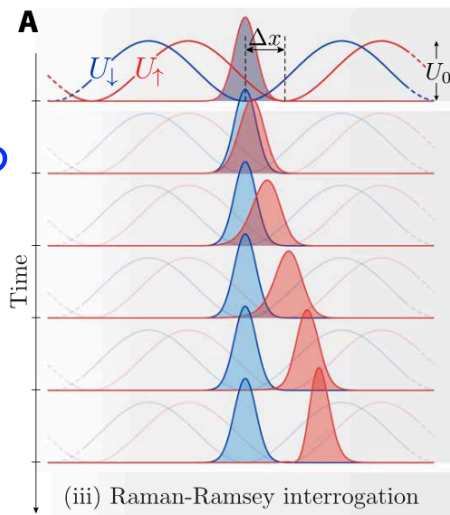 A
Δx
U↓ U↑ U₀
Time
(iii) Raman-Ramsey interrogation